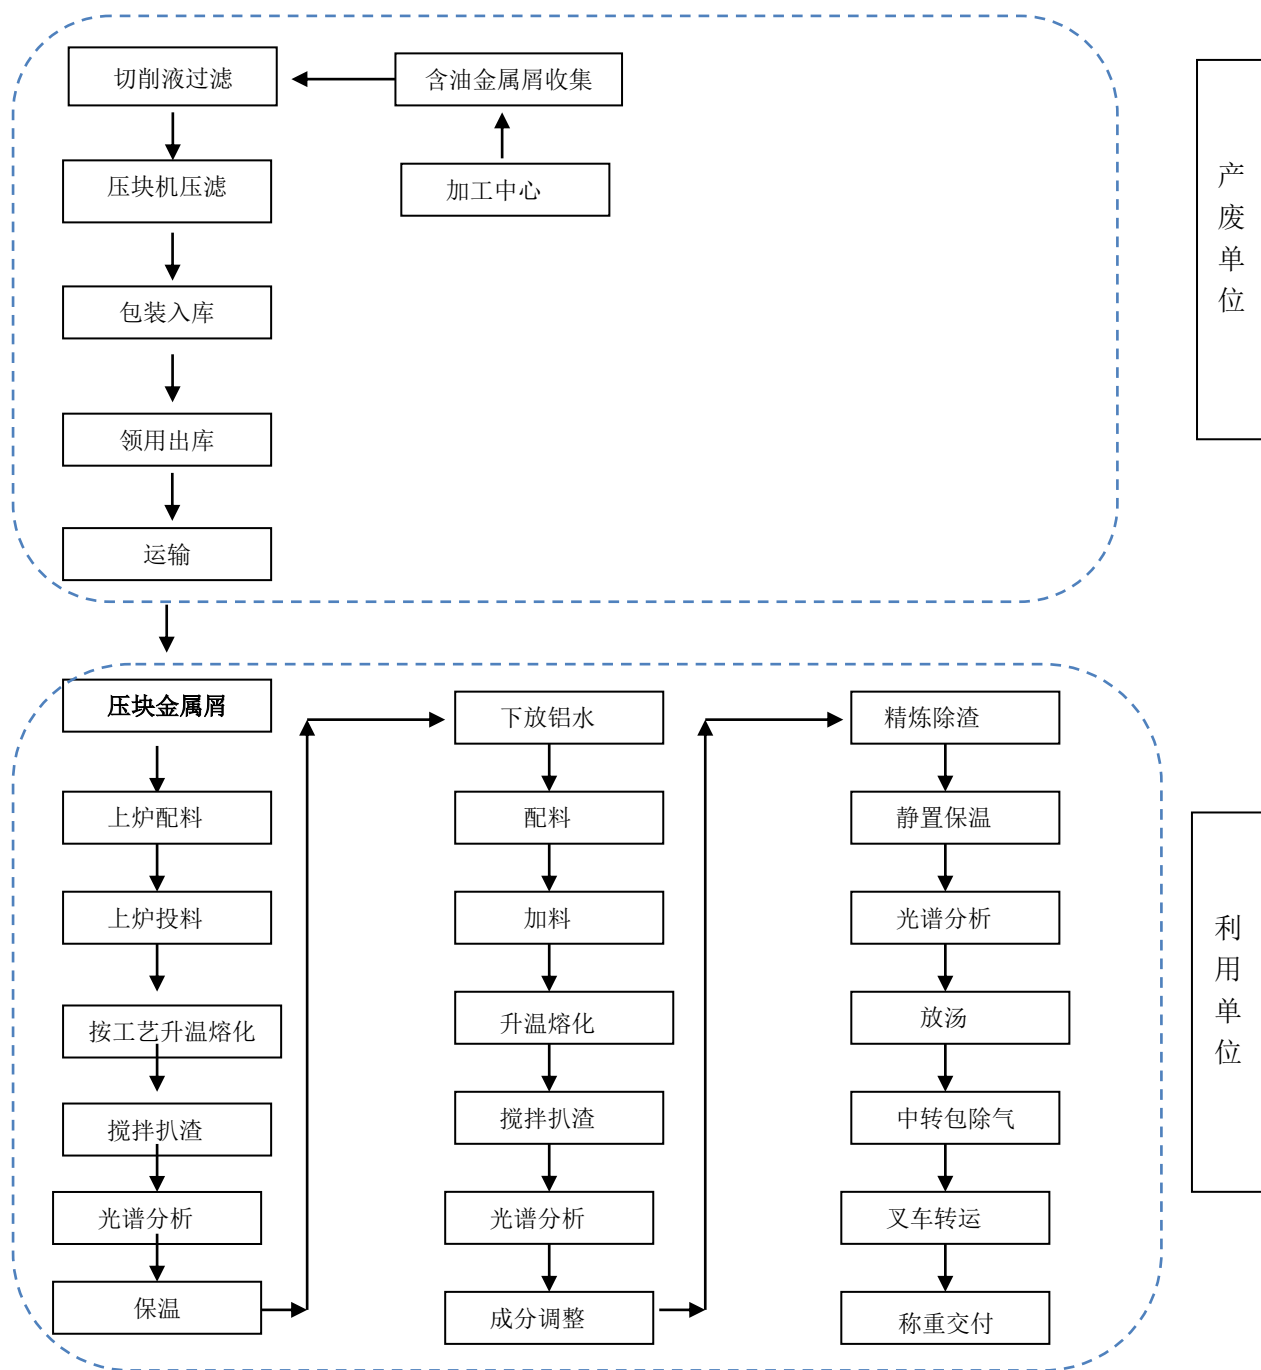 切削液过滤
含油金属屑收集
压块机压滤
加工中心
包装入库
领用出库
运输
产废单位
压块金属屑
上炉配料
上炉投料
按工艺升温熔化
搅拌扒渣
光谱分析
保温
下放铝水
配料
加料
升温熔化
搅拌扒渣
光谱分析
成分调整
精炼除渣
静置保温
光谱分析
放汤
中转包除气
叉车转运
称重交付
利用单位